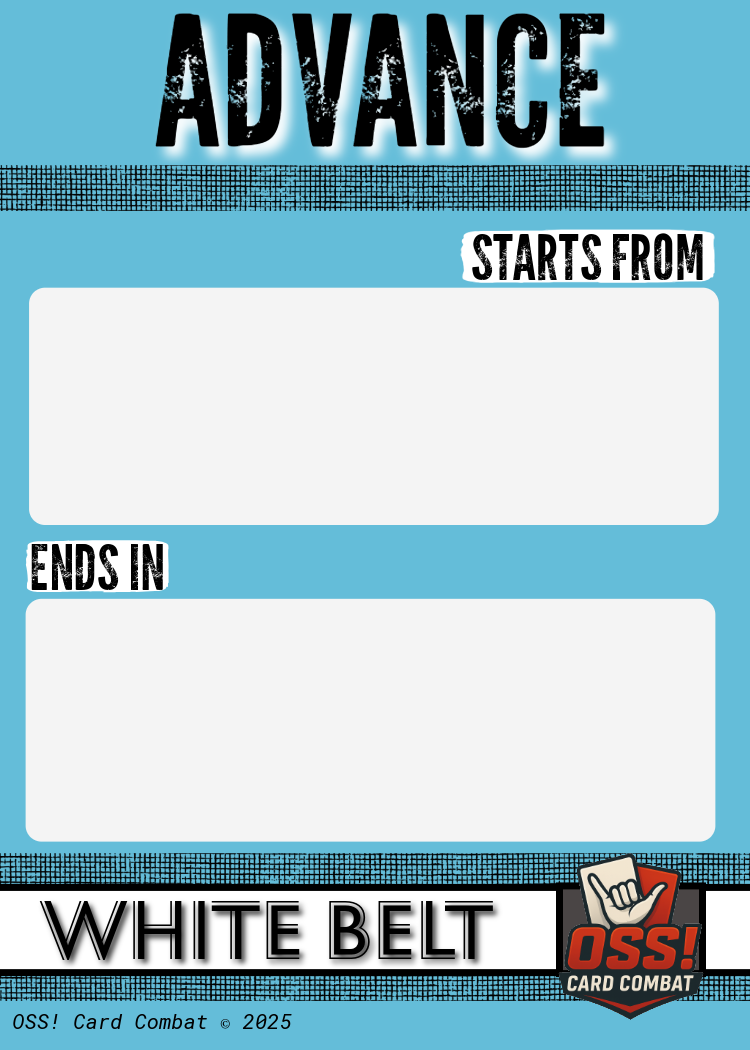 ADVANCE
STARTS FROM
ENDS IN
WHITE BELT
OSS!
CARD COMBAT
OSS! Card Combat © 2025